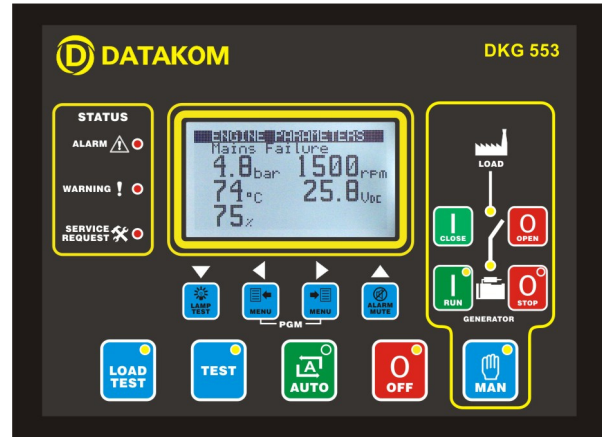 D DATAKOM
DKG 553
STATUS
ALARM
WARNING !
SERVICE
REQUEST
ENGINE PARAMETERS
Mains Failure
4.8bar 1500rpm
74°C 25.8VDC
75%
LOAD
I
CLOSE
O
OPEN
I
RUN
O
STOP
GENERATOR
LAMP
TEST
MENU
MENU
ALARM
MUTE
PGM
LOAD
TEST
TEST
A
AUTO
O
OFF
MAN